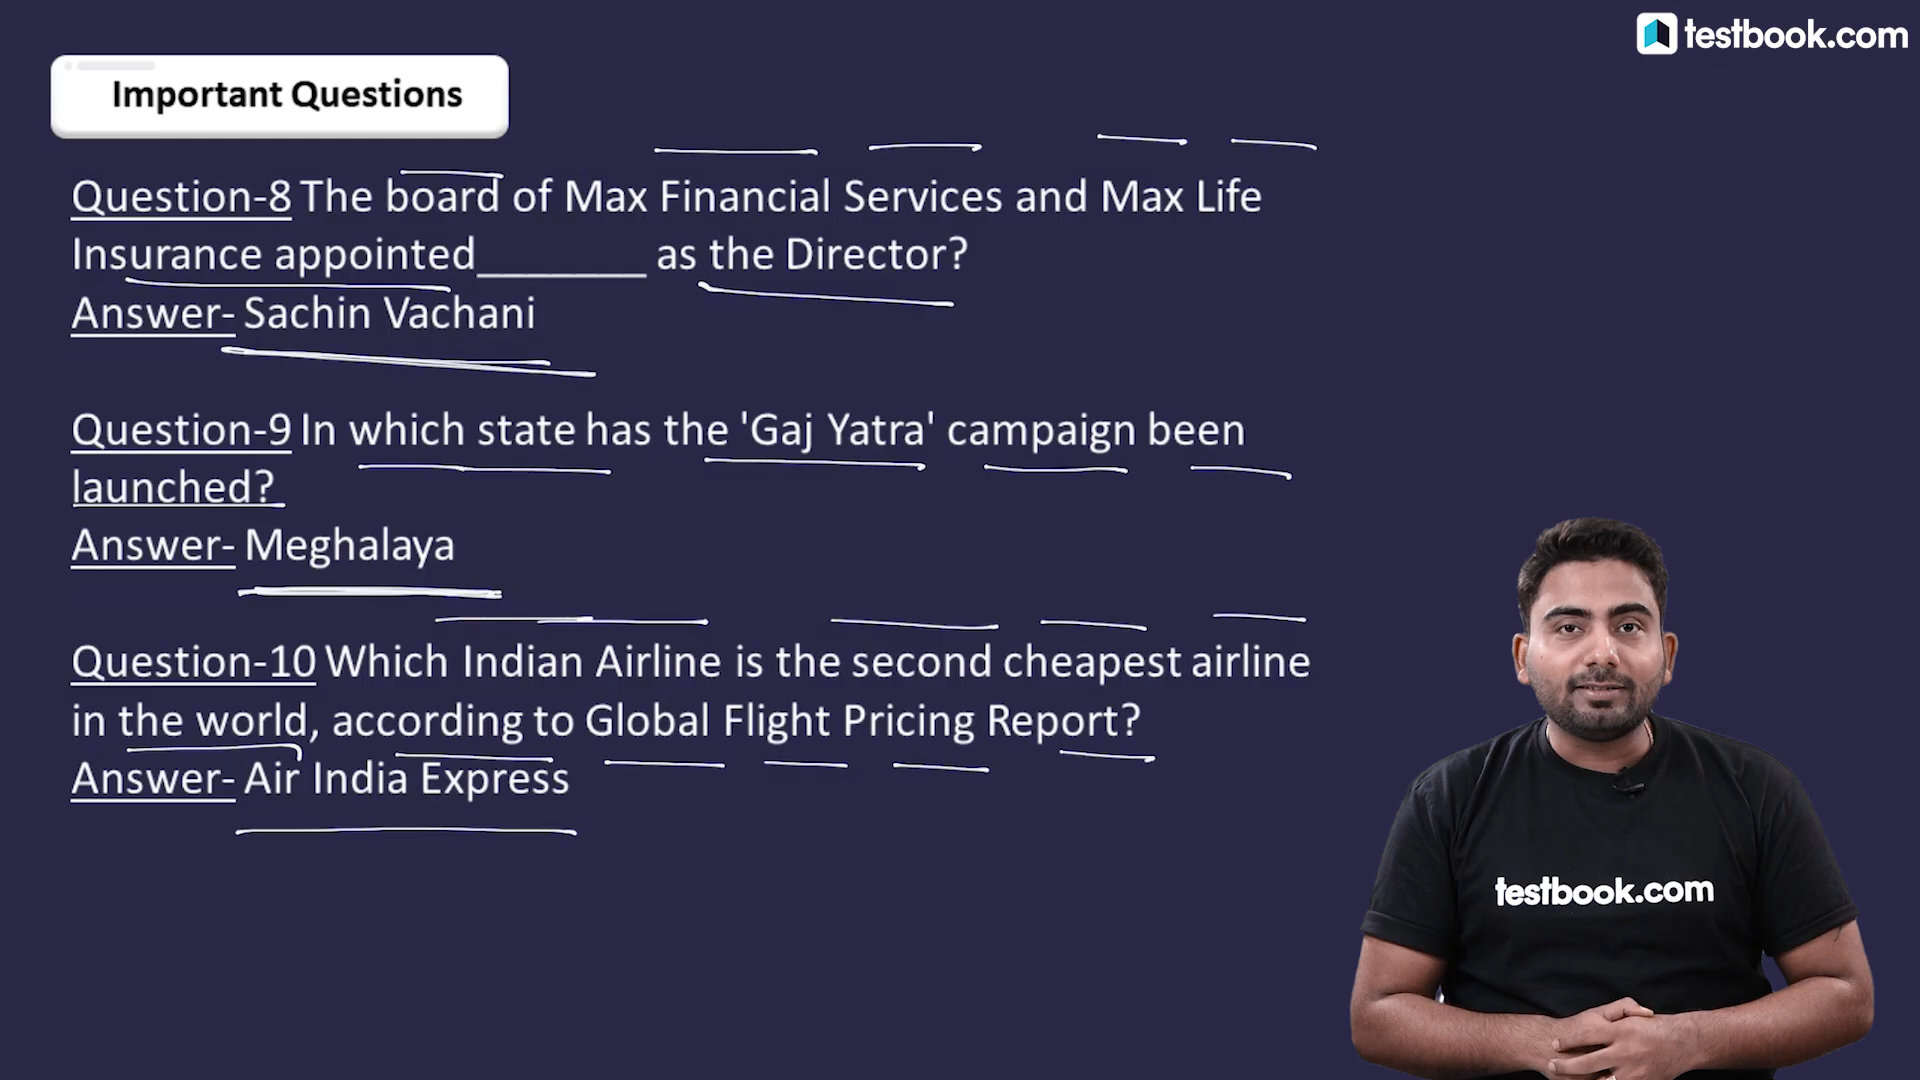 testbook.com
Important Questions
Question-8 The board of Max Financial Services and Max Life
Insurance appointed_______ as the Director?
Answer- Sachin Vachani
Question-9 In which state has the 'Gaj Yatra' campaign been
launched?
Answer- Meghalaya
Question-10 Which Indian Airline is the second cheapest airline
in the world, according to Global Flight Pricing Report?
Answer- Air India Express
testbook.com